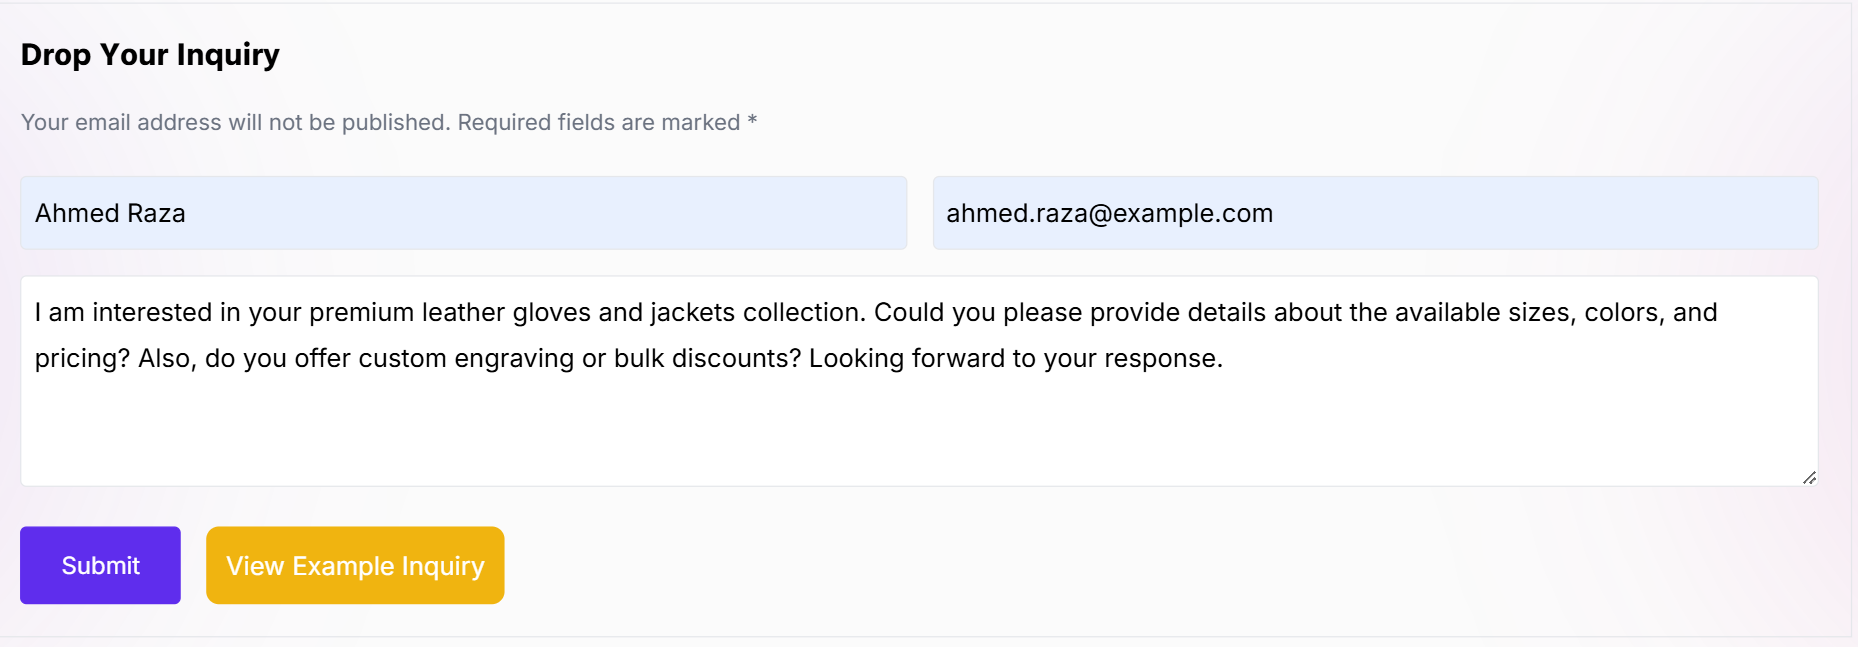 Drop Your Inquiry
Your email address will not be published. Required fields are marked *
Ahmed Raza
ahmed.raza@example.com
I am interested in your premium leather gloves and jackets collection. Could you please provide details about the available sizes, colors, and
pricing? Also, do you offer custom engraving or bulk discounts? Looking forward to your response.
Submit
View Example Inquiry